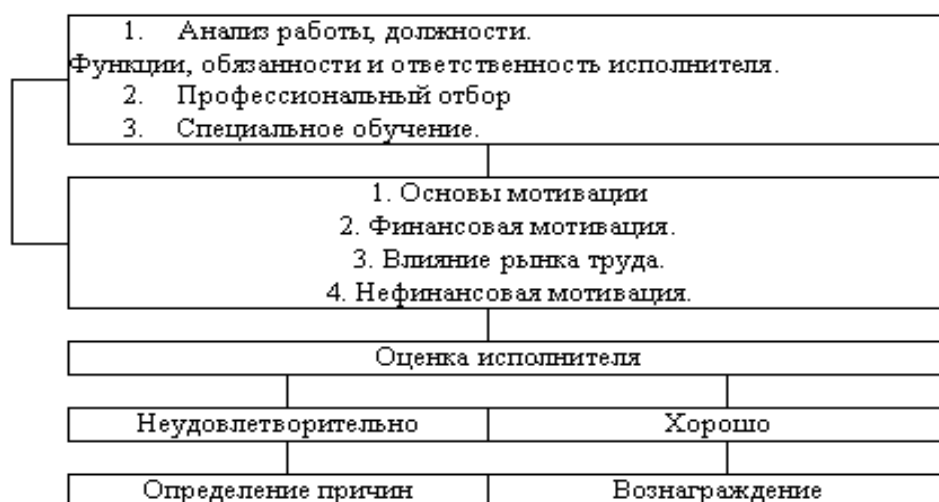 1. Анализ работы, должности.
Функции, обязанности и ответственность исполнителя.
2. Профессиональный отбор
3. Специальное обучение.
1. Основы мотивации
2. Финансовая мотивация.
3. Влияние рынка труда.
4. Нефинансовая мотивация.
Оценка исполнителя
Неудовлетворительно
Хорошо
Определение причин
Вознаграждение